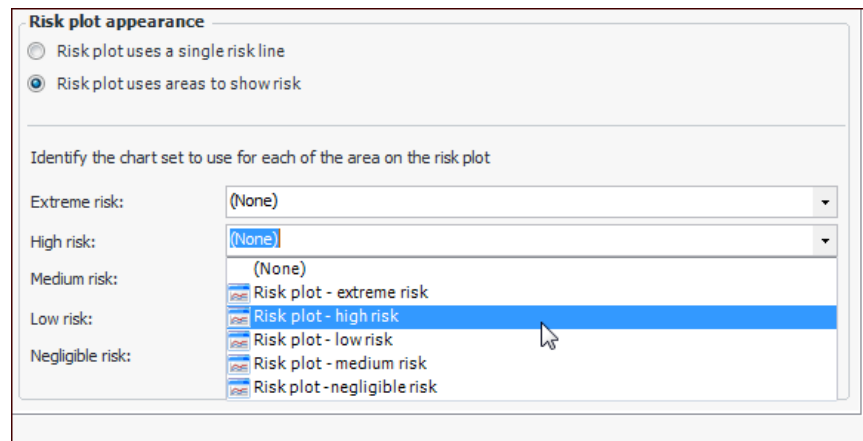 Risk plot appearance
Risk plot uses a single risk line
Risk plot uses areas to show risk
Identify the chart set to use for each of the area on the risk plot
Extreme risk: (None)
High risk: (None)
(None)
Medium risk:
Risk plot - extreme risk
Low risk: Risk plot - high risk
Risk plot - low risk
Negligible risk: Risk plot - medium risk
Risk plot -negligible risk